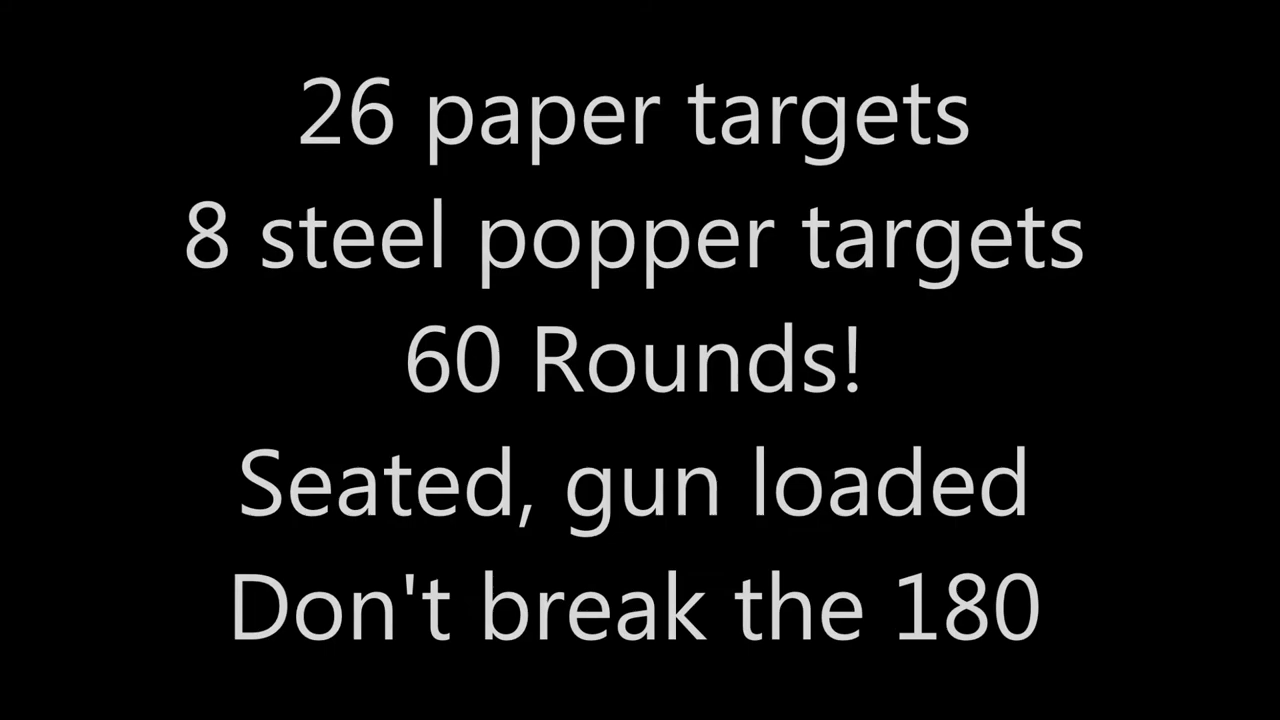 26 paper targets
8 steel popper targets
60 Rounds!
Seated, gun loaded
Don't break the 180